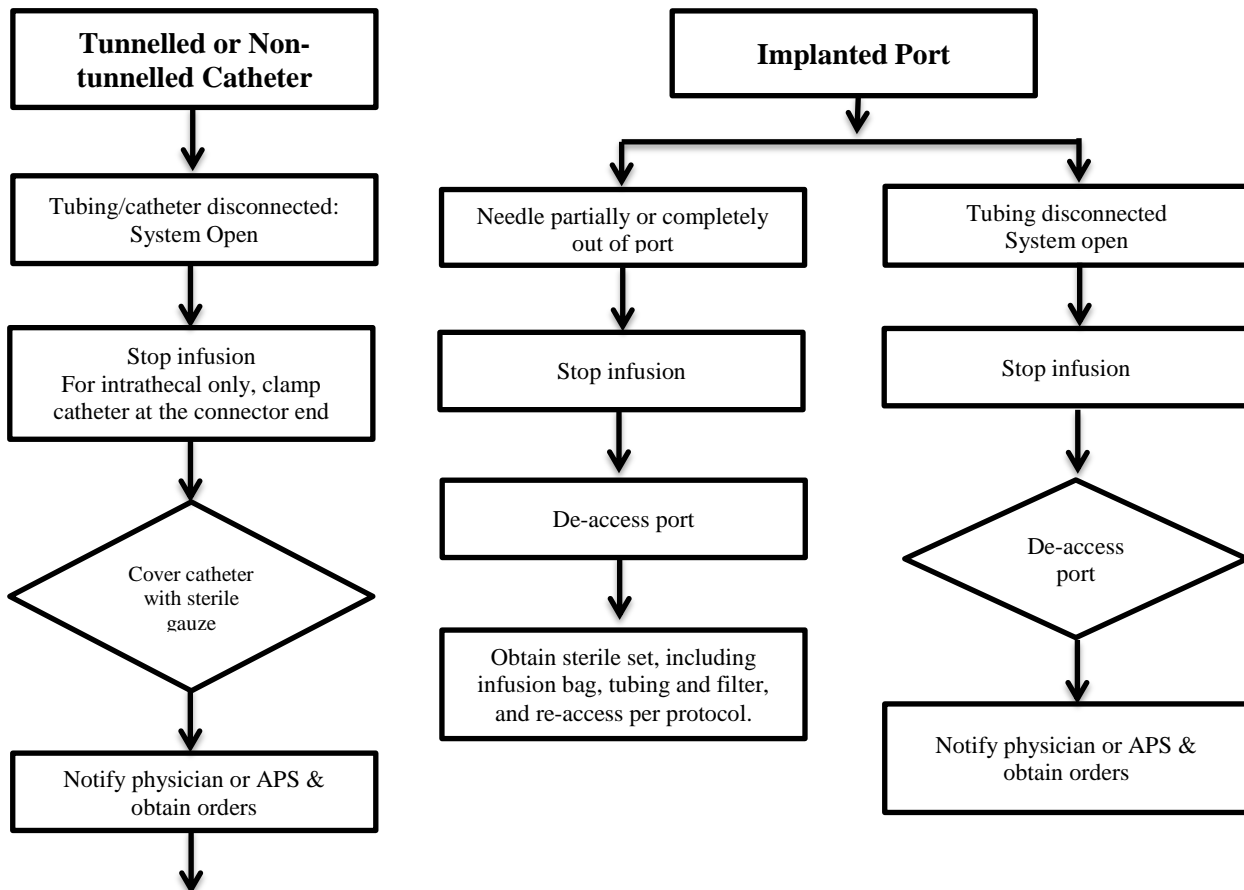 Tunnelled or Non-
tunnelled Catheter
Tubing/catheter disconnected:
System Open
Stop infusion
For intrathecal only, clamp
catheter at the connector end
Cover catheter
with sterile
gauze
Notify physician or APS &
obtain orders
Implanted Port
Needle partially or completely
out of port
Stop infusion
De-access port
Obtain sterile set, including
infusion bag, tubing and filter,
and re-access per protocol.
Tubing disconnected
System open
Stop infusion
De-access
port
Notify physician or APS &
obtain orders